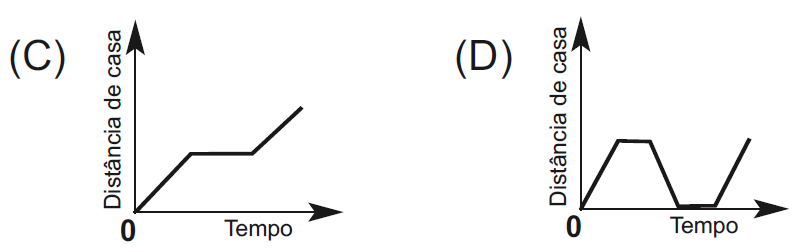 (C)
Distância de casa
0
Tempo
(D)
Distância de casa
0
Tempo